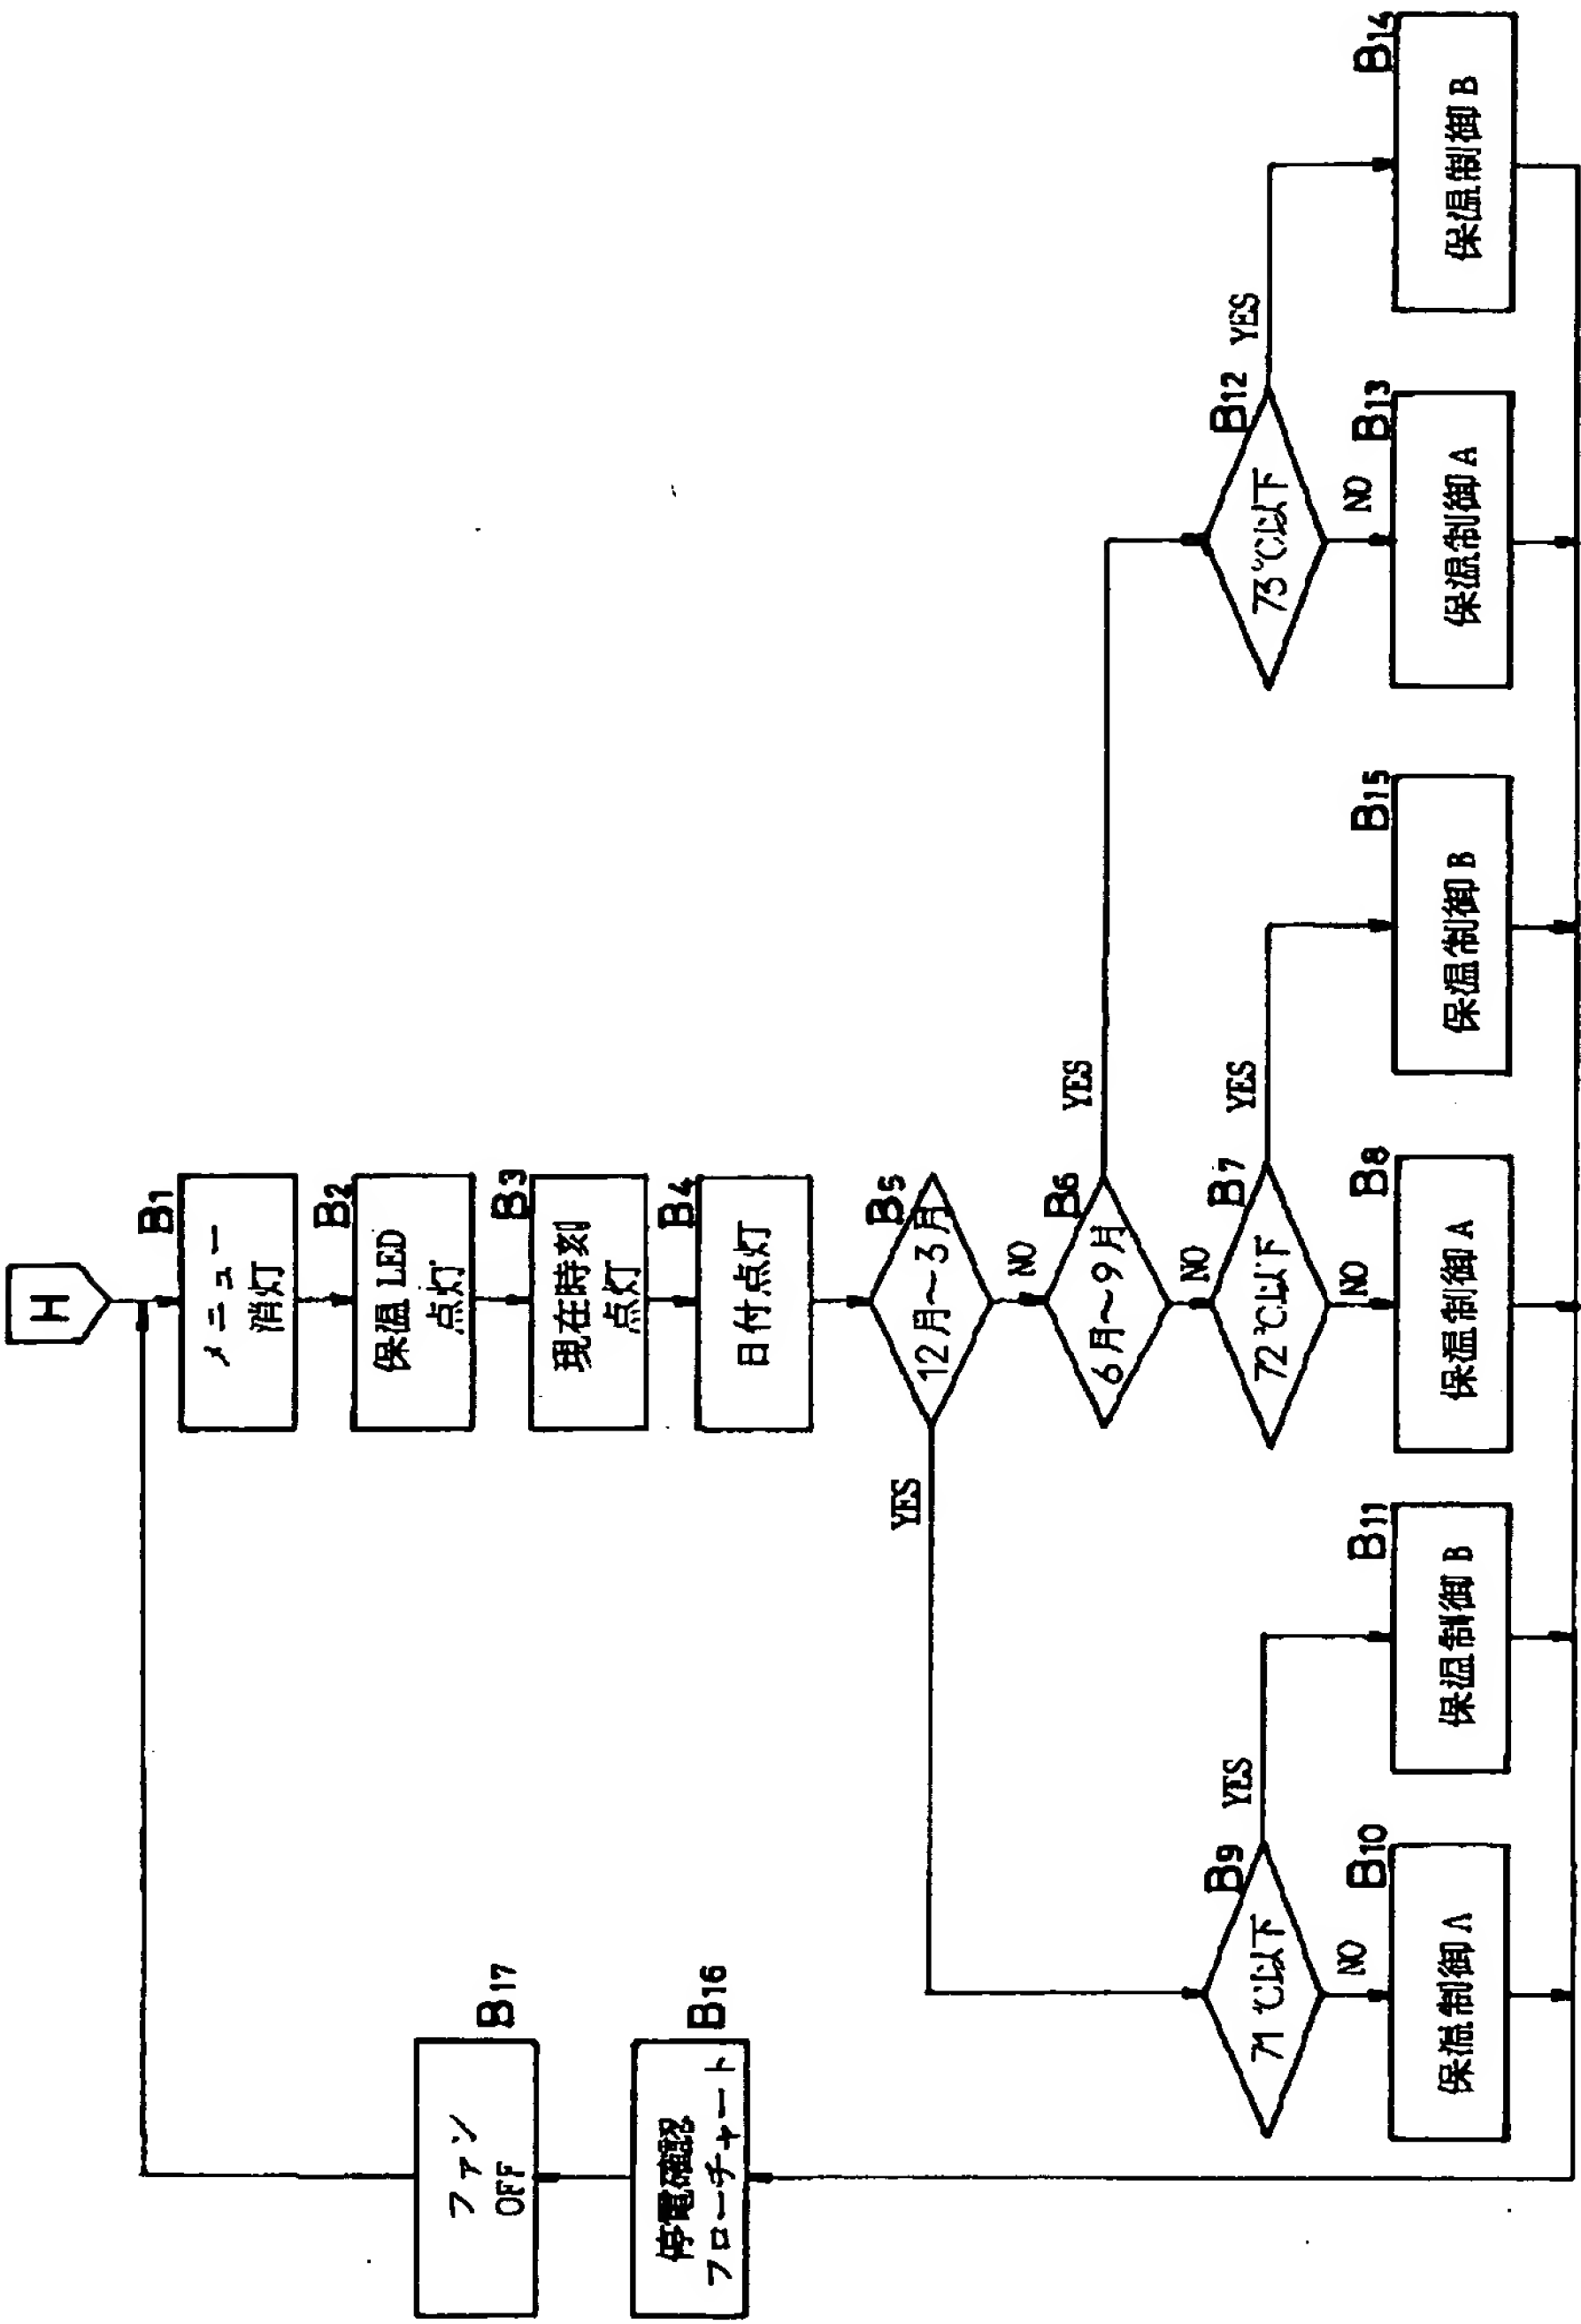 H
B1
メニュー
消灯
B2
保温 LED
点灯
B3
現在時刻
点灯
B4
日付点灯
B5
12月～3月
YES
NO
B6
6月～9月
YES
NO
B9
71℃以下
YES
NO
B7
72℃以下
YES
NO
B12
73℃以下
YES
NO
B10
保温制御 A
B11
保温制御 B
B8
保温制御 A
B15
保温制御 B
B13
保温制御 A
B14
保温制御 B
B16
停電確認
フローチャート
B17
ファン
OFF